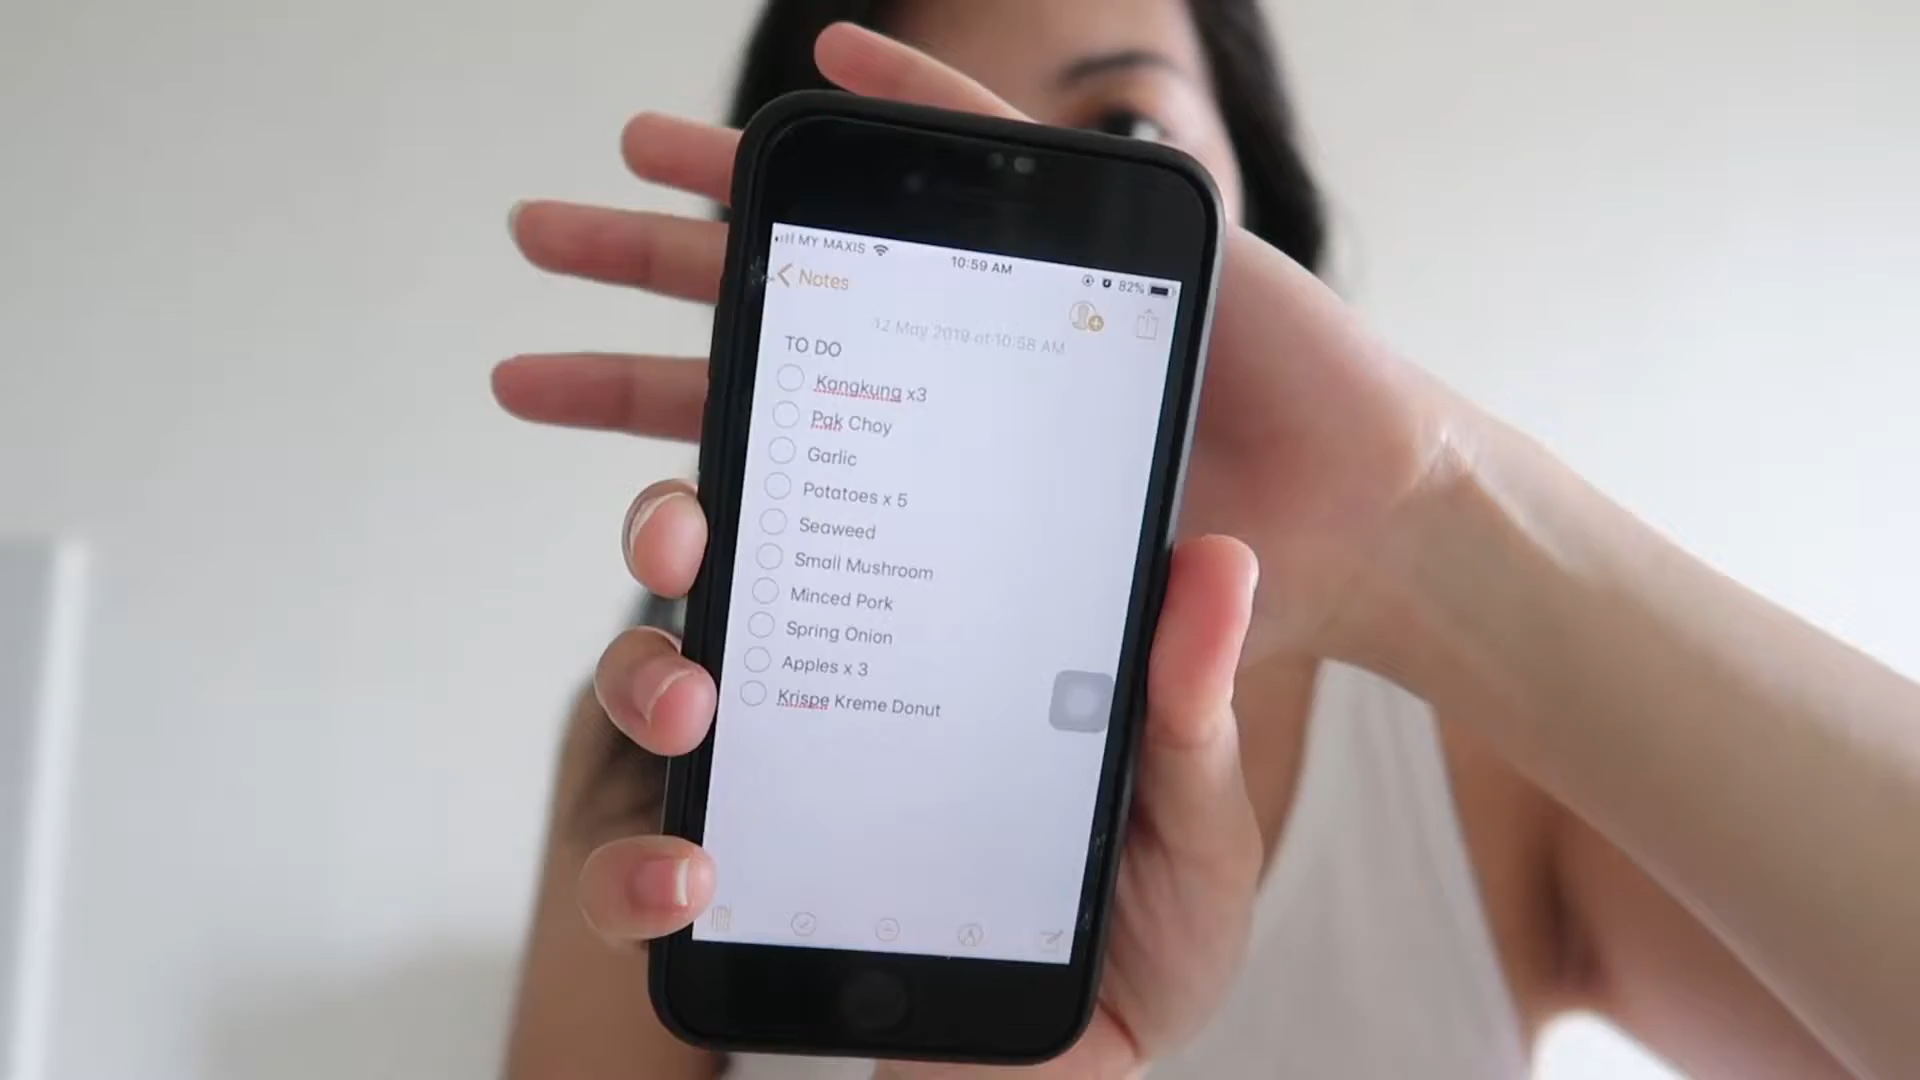 MY MAXIS
10:59 AM
82%
Notes
12 May 2019 at 10:58 AM
TO DO
Kangkung x3
Pak Choy
Garlic
Potatoes x 5
Seaweed
Small Mushroom
Minced Pork
Spring Onion
Apples x 3
Krispe Kreme Donut